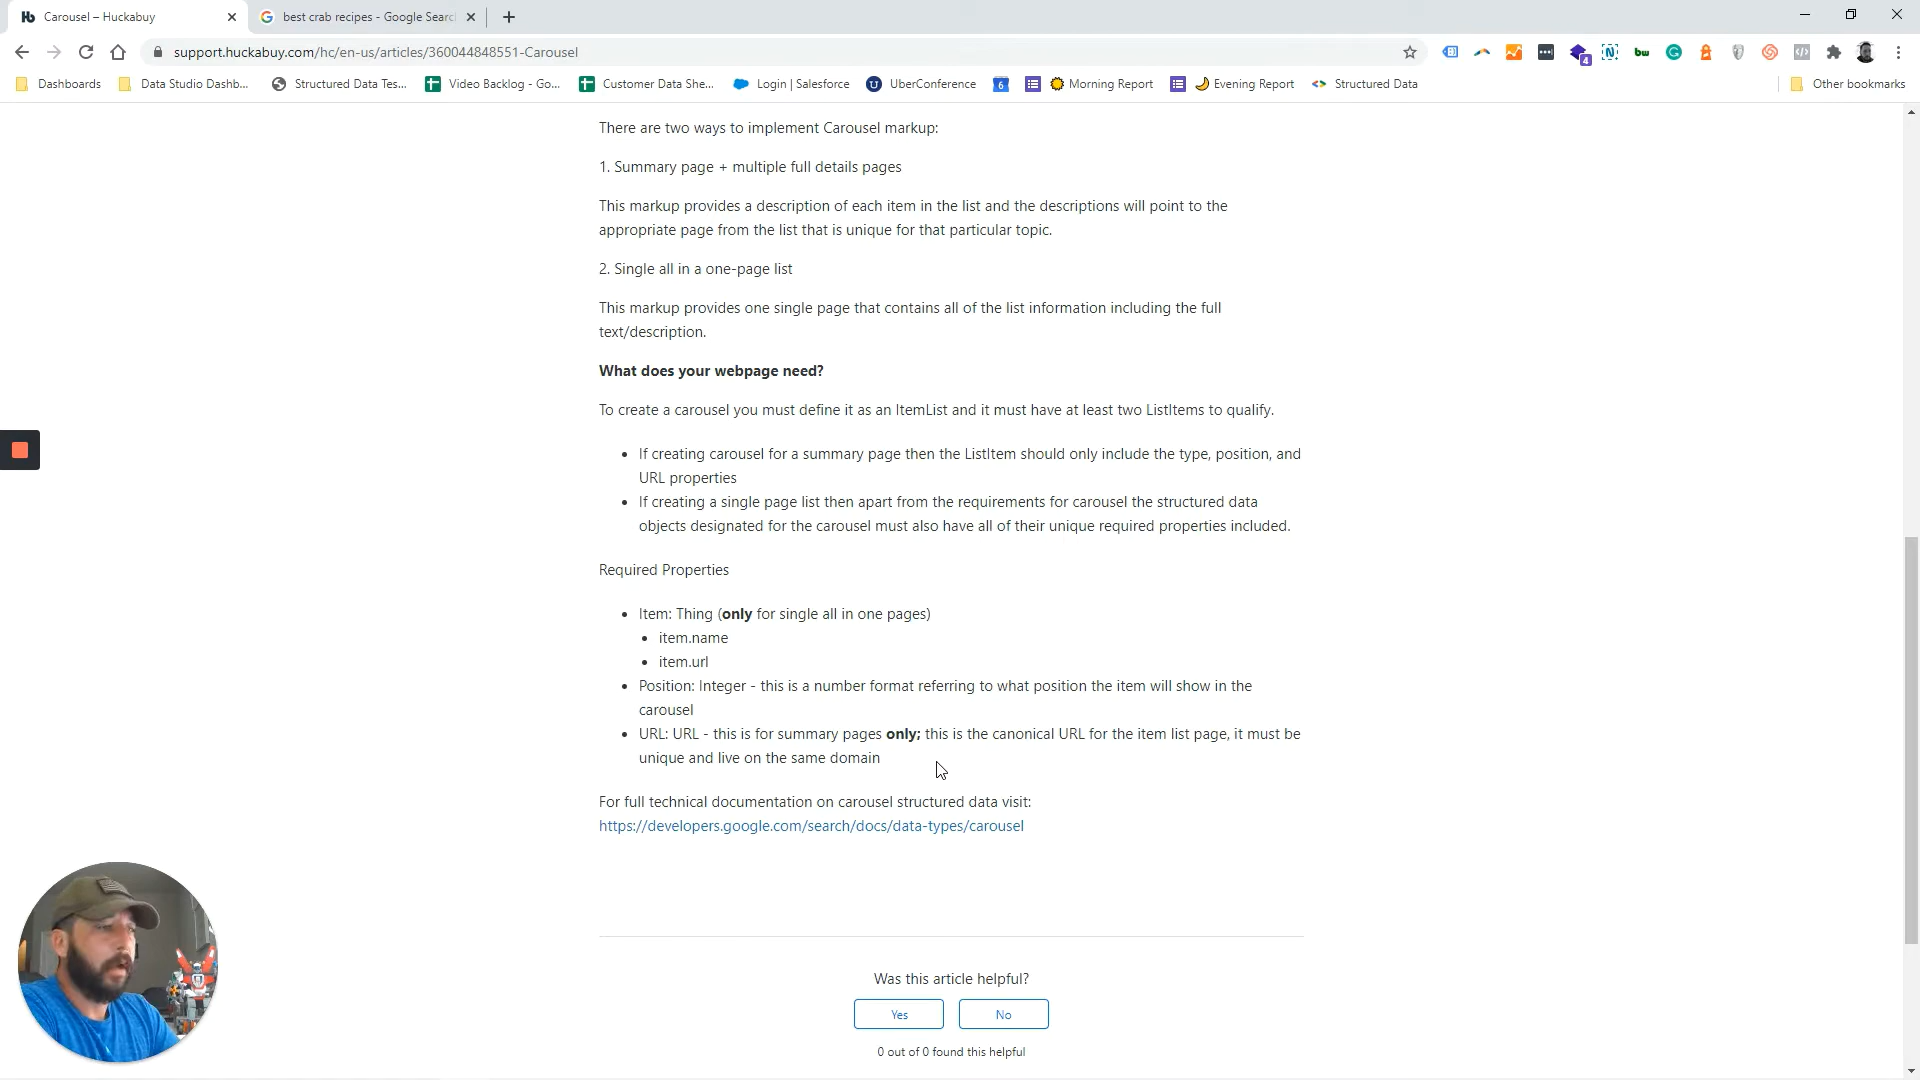 Carousel – Huckabuy
best crab recipes - Google Searc
support.huckabuy.com/hc/en-us/articles/360044848551-Carousel
Dashboards
Data Studio Dashb...
Structured Data Tes...
Video Backlog - Go...
Customer Data She...
Login | Salesforce
UberConference
Morning Report
Evening Report
Structured Data
Other bookmarks
There are two ways to implement Carousel markup:
1. Summary page + multiple full details pages
This markup provides a description of each item in the list and the descriptions will point to the
appropriate page from the list that is unique for that particular topic.
2. Single all in a one-page list
This markup provides one single page that contains all of the list information including the full
text/description.
What does your webpage need?
To create a carousel you must define it as an ItemList and it must have at least two ListItems to qualify.
• If creating carousel for a summary page then the ListItem should only include the type, position, and
URL properties
• If creating a single page list then apart from the requirements for carousel the structured data
objects designated for the carousel must also have all of their unique required properties included.
Required Properties
• Item: Thing (only for single all in one pages)
• item.name
• item.url
• Position: Integer - this is a number format referring to what position the item will show in the
carousel
• URL: URL - this is for summary pages only; this is the canonical URL for the item list page, it must be
unique and live on the same domain
For full technical documentation on carousel structured data visit:
https://developers.google.com/search/docs/data-types/carousel
Was this article helpful?
Yes
No
0 out of 0 found this helpful